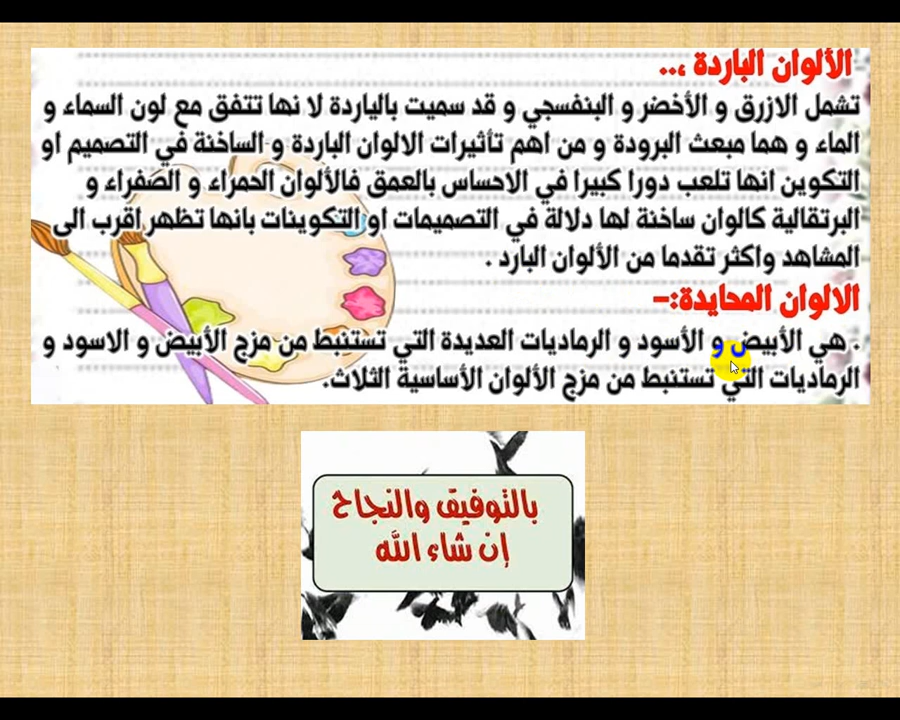 الألوان الباردة ،..
تشمل الازرق و الأخضر و البنفسجي و قد سميت بالياردة لا نها تتفق مع لون السماء و
الماء و هما مبعث البرودة و من اهم تأثيرات الالوان الباردة و الساخنة في التصميم او
التكوين انها تلعب دورا كبيرا في الاحساس بالعمق فالألوان الحمراء و الصفراء و
البرتقالية كالوان ساخنة لها دلالة في التصميمات او التكوينات بانها تظهر اقرب الى
المشاهد واكثر تقدما من الألوان البارد .
الالوان المحايدة:-
. هي الأبيض و الأسود و الرماديات العديدة التي تستنبط من مزج الأبيض و الاسود و
الرماديات التي تستنبط من مزج الألوان الأساسية الثلاث.
بالتوفيق والنجاح
إن شاء الله